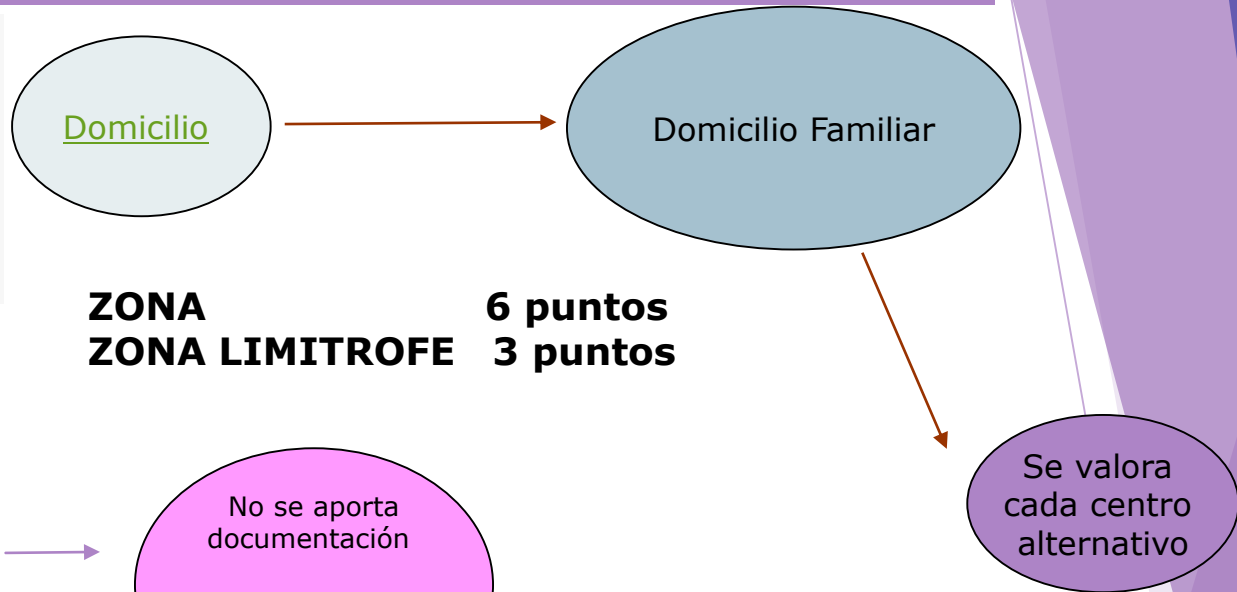 Domicilio
Domicilio Familiar
ZONA 6 puntos
ZONA LIMITROFE 3 puntos
No se aporta
documentación
Se valora
cada centro
alternativo